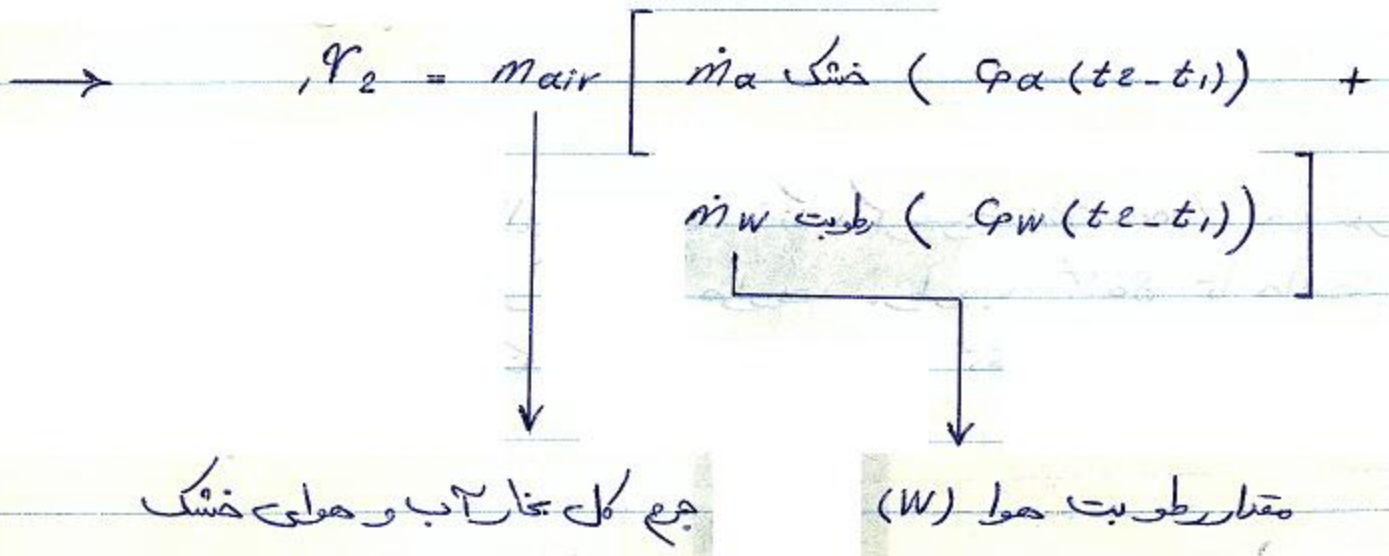 → ₁q₂ = mair [ ṁa خشک ( Cpa (t2-t1)) +
ṁw رطوبت ( Cpw (t2-t1)) ]
جرم کل بخار آب و هوای خشک
مقدار رطوبت هوا (W)